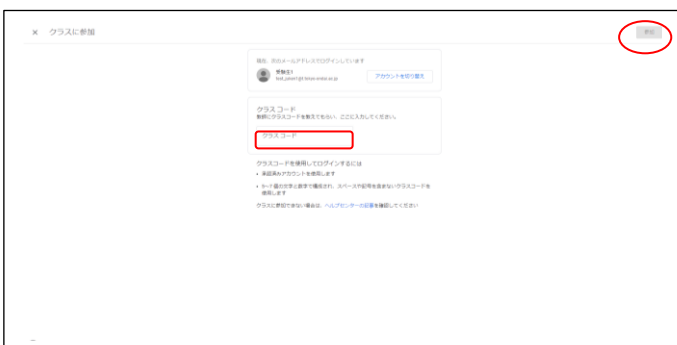 × クラスに参加
参加
現在、次のメールアドレスでログインしています
受験生1
アカウントを切り替え
クラス コード
教師にクラスコードを教えてもらい、ここに入力してください。
クラス コード
クラスコードを使用してログインするには
• 承認済みアカウントを使用します
• 5~7 個の文字と数字で構成され、スペースや記号を含まないクラスコードを
使用します
クラスに参加できない場合は、ヘルプセンターの記事を確認してください